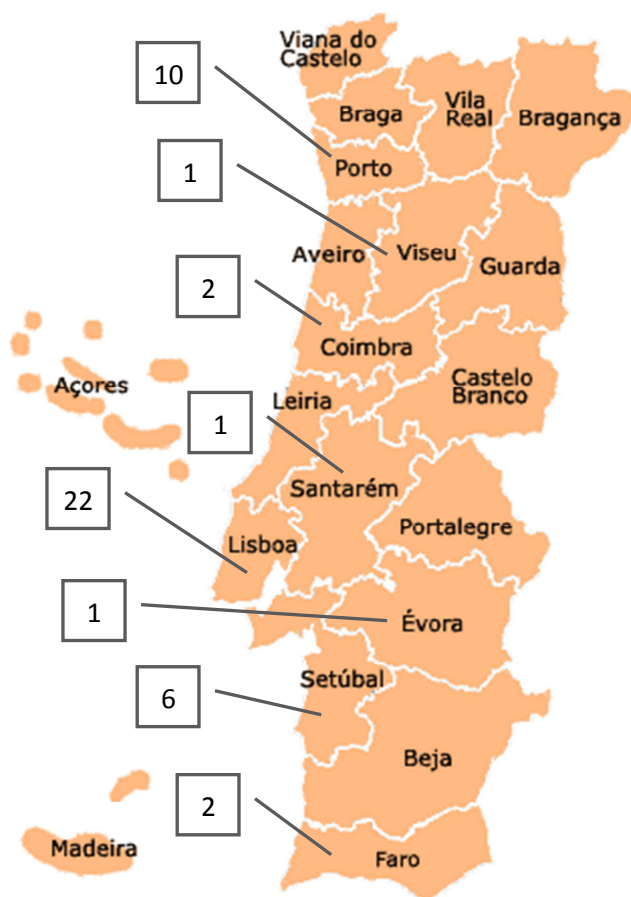 Viana do
Castelo
10
Braga
Vila
Real
Bragança
Porto
1
Aveiro
Viseu
Guarda
2
Coimbra
Açores
Castelo
Branco
Leiria
1
Santarém
22
Portalegre
Lisboa
1
Évora
Setúbal
6
Beja
2
Madeira
Faro